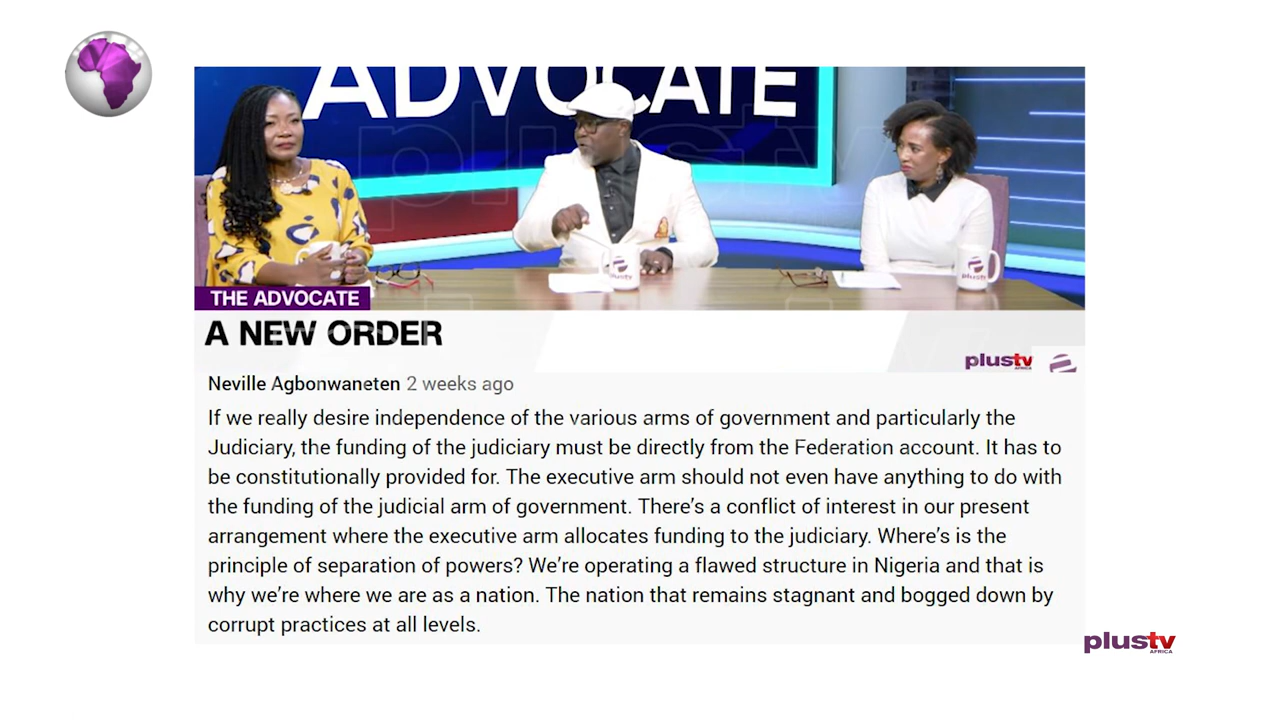 ADVOCATE
plustv
plustv
plustv
THE ADVOCATE
A NEW ORDER
plustv
AFRICA
Neville Agbonwaneten 2 weeks ago
If we really desire independence of the various arms of government and particularly the
Judiciary, the funding of the judiciary must be directly from the Federation account. It has to
be constitutionally provided for. The executive arm should not even have anything to do with
the funding of the judicial arm of government. There's a conflict of interest in our present
arrangement where the executive arm allocates funding to the judiciary. Where's is the
principle of separation of powers? We're operating a flawed structure in Nigeria and that is
why we're where we are as a nation. The nation that remains stagnant and bogged down by
corrupt practices at all levels.
plustv
AFRICA